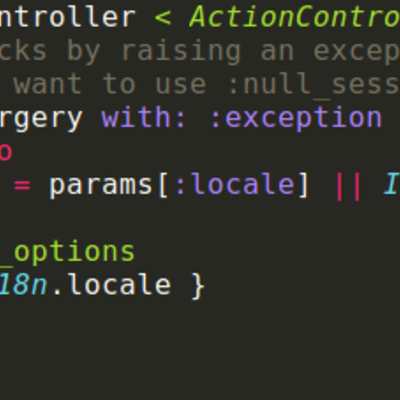 ntroller < ActionContro
cks by raising an excep
want to use :null_sess
rgery with: :exception
o
= params[:locale] || I
_options
18n.locale }